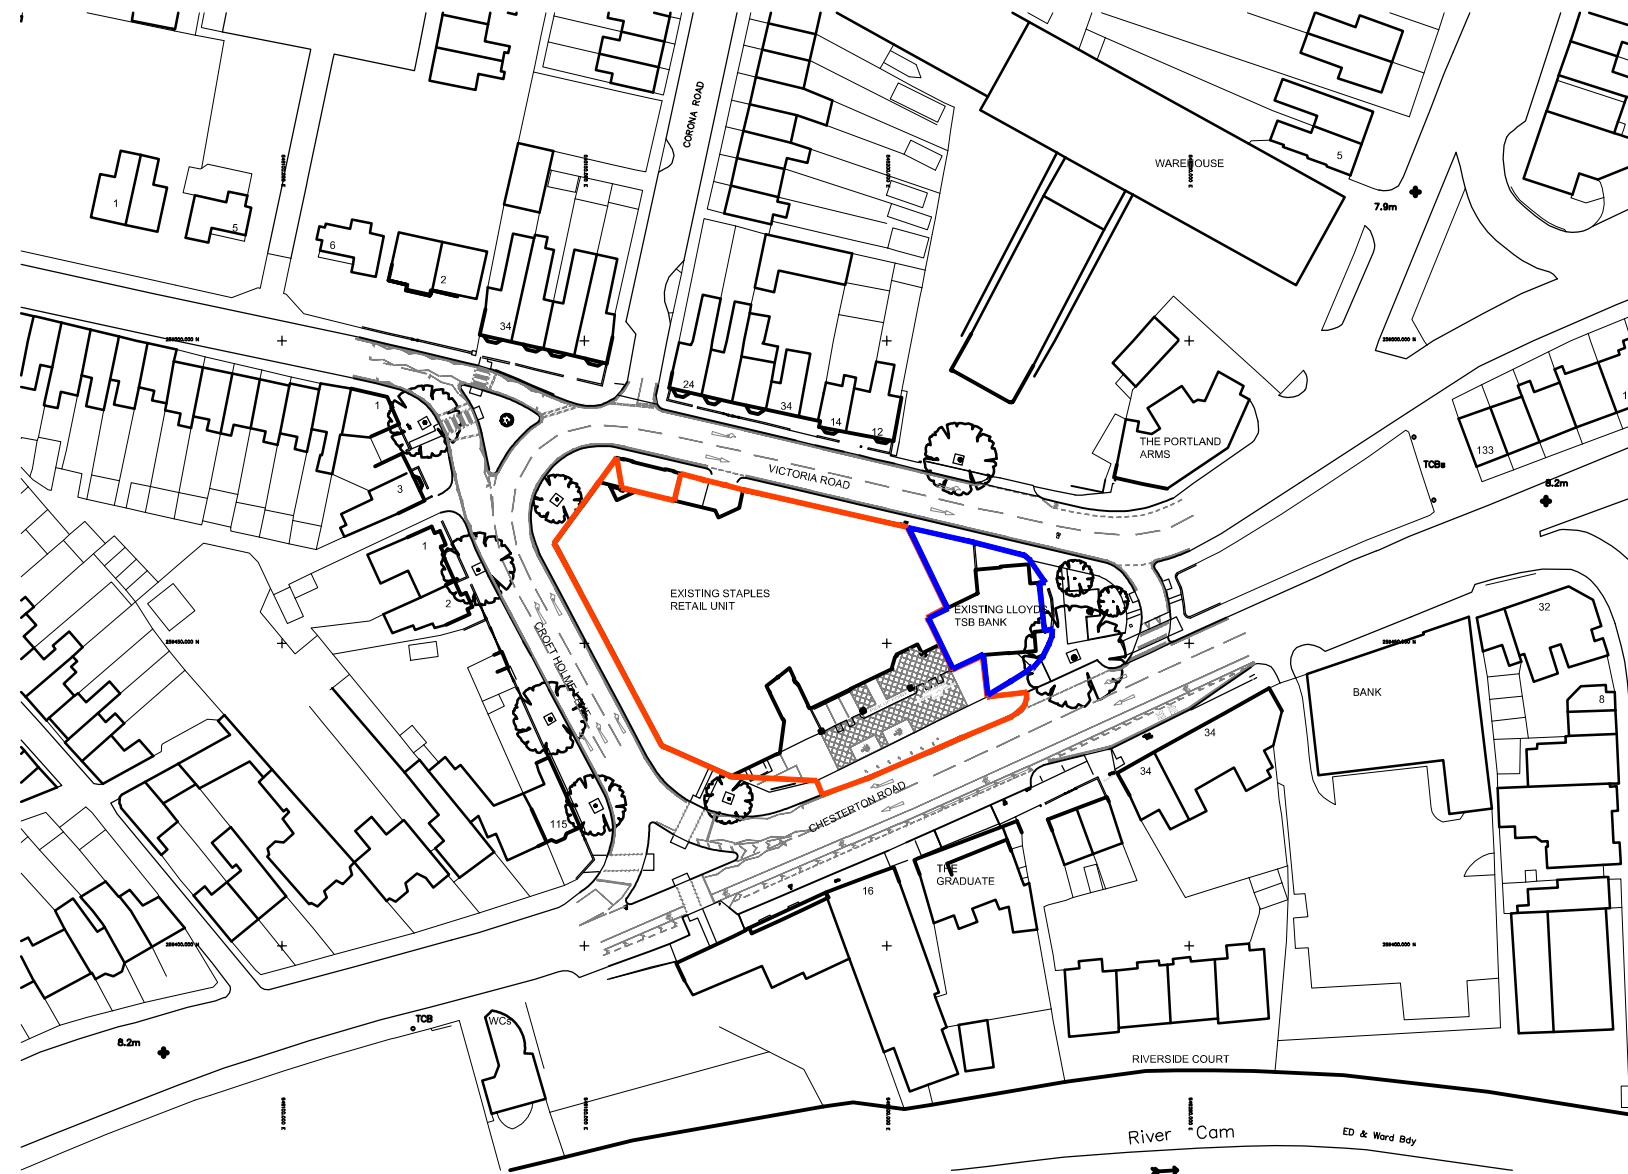 CORONA ROAD
WAREHOUSE
5
7.9m
1
5
6
2
34
24
34
14
12
THE PORTLAND
ARMS
133
1
TCBs
8.2m
VICTORIA ROAD
1
3
1
2
EXISTING STAPLES
RETAIL UNIT
EXISTING LLOYDS
TSB BANK
CROFT HOLME LANE
32
BANK
8
34
34
115
CHESTERTON ROAD
THE
GRADUATE
16
TCB
WCs
8.2m
RIVERSIDE COURT
River Cam
ED & Ward Bdy